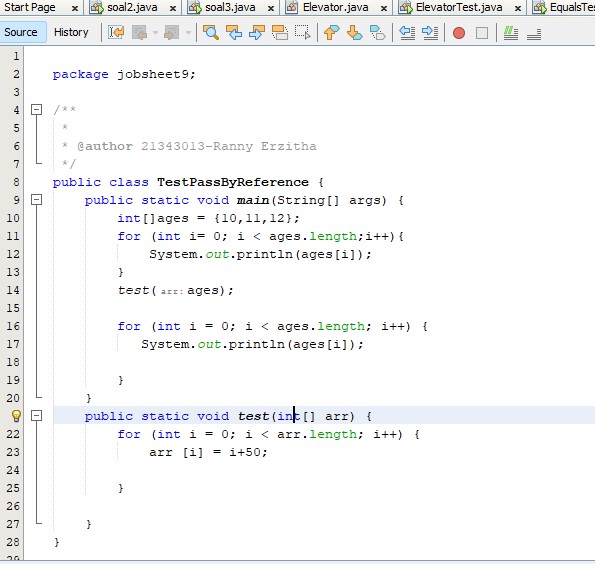 Start Page × soal2.java × soal3.java × Elevator.java × ElevatorTest.java × EqualsTes
Source History
1
2 package jobsheet9;
3
4 /**
5 *
6 * @author 21343013-Ranny Erzitha
7 */
8 public class TestPassByReference {
9 public static void main(String[] args) {
10 int[]ages = {10,11,12};
11 for (int i= 0; i < ages.length;i++){
12 System.out.println(ages[i]);
13 }
14 test( arr: ages);
15
16 for (int i = 0; i < ages.length; i++) {
17 System.out.println(ages[i]);
18
19 }
20 }
public static void test(int[] arr) {
22 for (int i = 0; i < arr.length; i++) {
23 arr [i] = i+50;
24
25 }
26
27 }
28 }
29